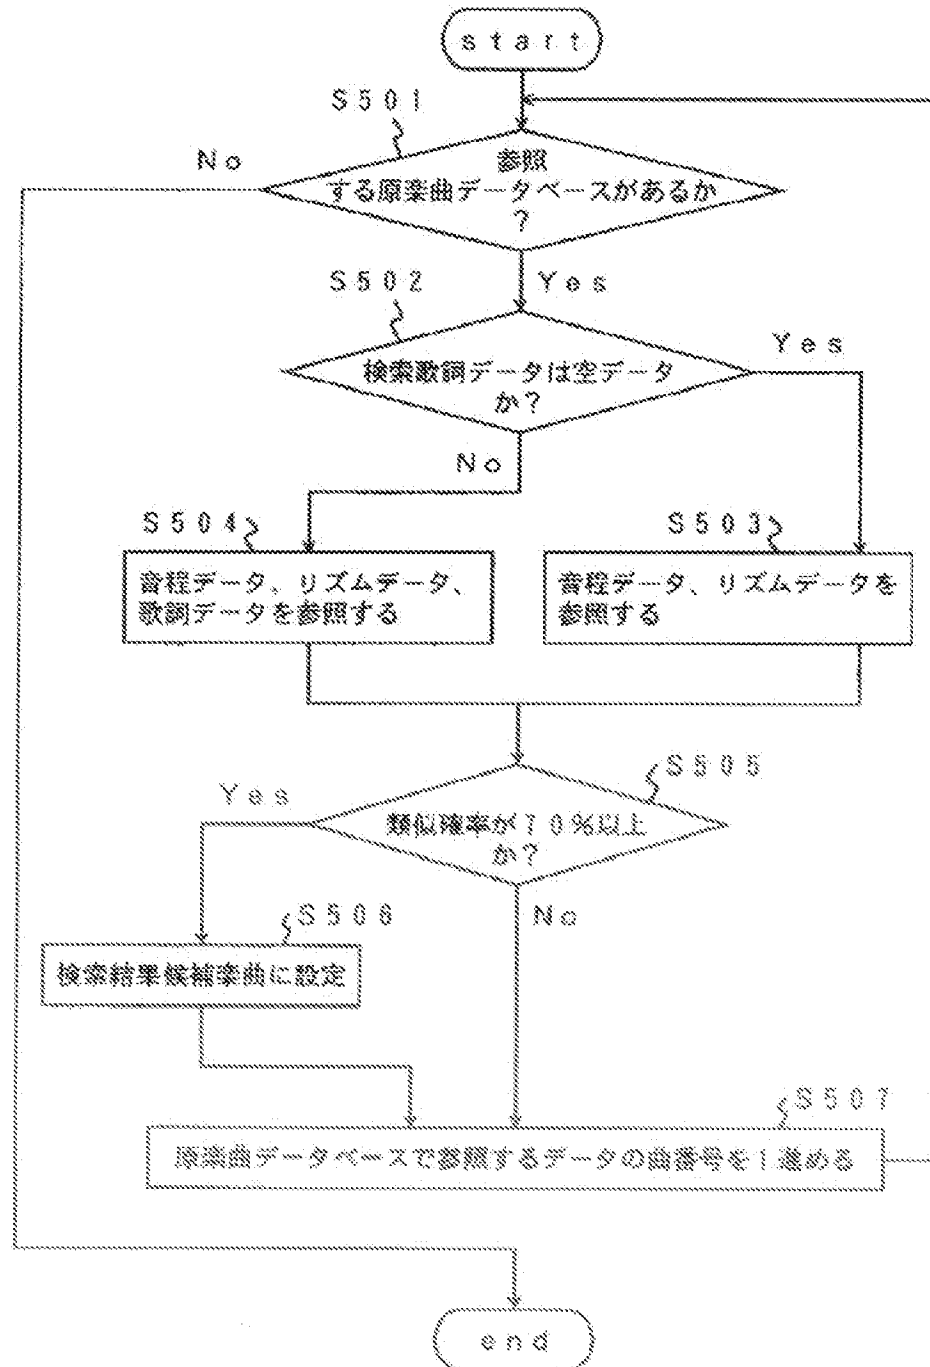 start
S501
No
参照
する原楽曲データベースがあるか
?
Yes
S502
Yes
検索歌詞データは空データ
か?
No
S504
S503
音程データ、リズムデータ、
歌詞データを参照する
音程データ、リズムデータを
参照する
S505
Yes
類似確率が70%以上
か?
No
S506
検索結果候補楽曲に設定
S507
原楽曲データベースで参照するデータの曲番号を1進める
end